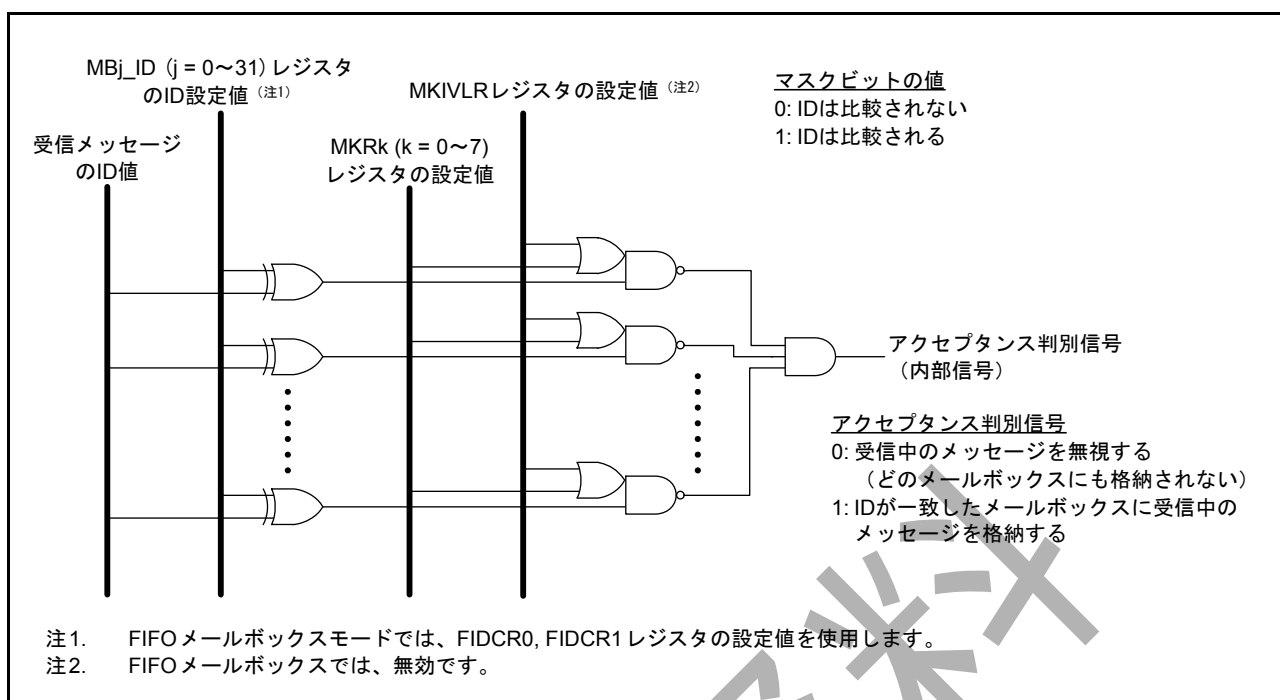 MBj_ID (j = 0~31) レジスタ
のID設定値 (注1)
MKIVLRレジスタの設定値 (注2)
マスクビットの値
0: IDは比較されない
1: IDは比較される
受信メッセージ
のID値
MKRk (k = 0~7)
レジスタの設定値
アクセプタンス判別信号
(内部信号)
アクセプタンス判別信号
0: 受信中のメッセージを無視する
(どのメールボックスにも格納されない)
1: IDが一致したメールボックスに受信中の
メッセージを格納する
注1. FIFOメールボックスモードでは、FIDCR0, FIDCR1レジスタの設定値を使用します。
注2. FIFOメールボックスでは、無効です。
料